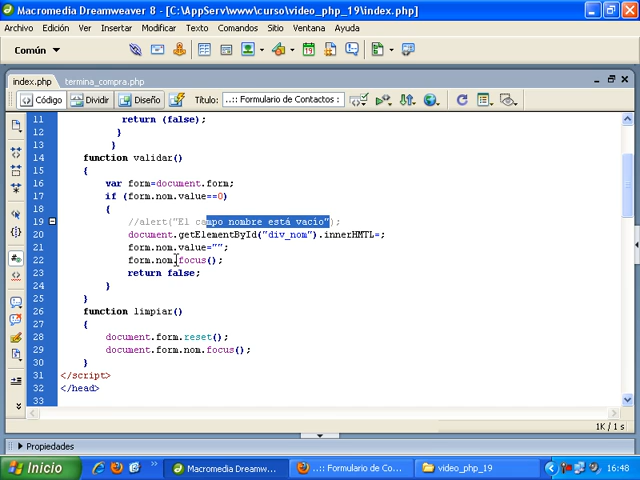 Macromedia Dreamweaver 8 - [C:\AppServ\www\curso\video_php_19\index.php]
Archivo Edición Ver Insertar Modificar Texto Comandos Sitio Ventana Ayuda
Común
index.php termina_compra.php
Código Dividir Diseño Título: ..:: Formulario de Contactos :
11 return (false);
12 }
13 }
14 function validar()
15 {
16 var form=document.form;
17 if (form.nom.value==0)
18 {
19 //alert("El campo nombre está vacío");
20 document.getElementById("div_nom").innerHMTL=;
21 form.nom.value="";
22 form.nom.focus();
23 return false;
24 }
25 }
26 function limpiar()
27 {
28 document.form.reset();
29 document.form.nom.focus();
30 }
31 </script>
32 </head>
33
1K / 1 s
Propiedades
Inicio Macromedia Dreamw... ..:: Formulario de Co... video_php_19 16:48